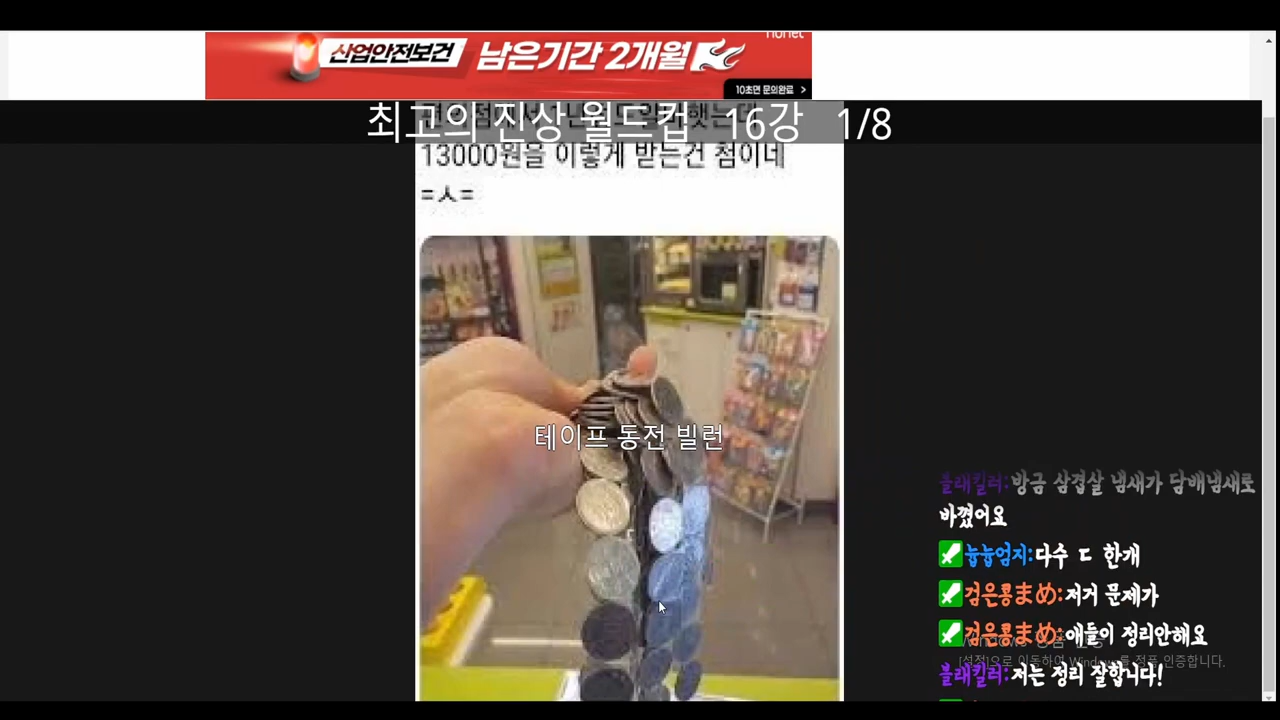 산업안전보건 남은기간 2개월
10초면 문의완료 >
최고의 진상 월드컵 16강 1/8
13000원을 이렇게 받는건 첨이네
=ㅅ=
테이프 동전 빌런
블래킬러:방금 삼겹살 냄새가 담배냄새로
바꼈어요
늅늅엄지:다수 ㄷ 한개
검은콩まめ:저거 문제가
검은콩まめ:애들이 정리안해요
블래킬러:저는 정리 잘합니다!